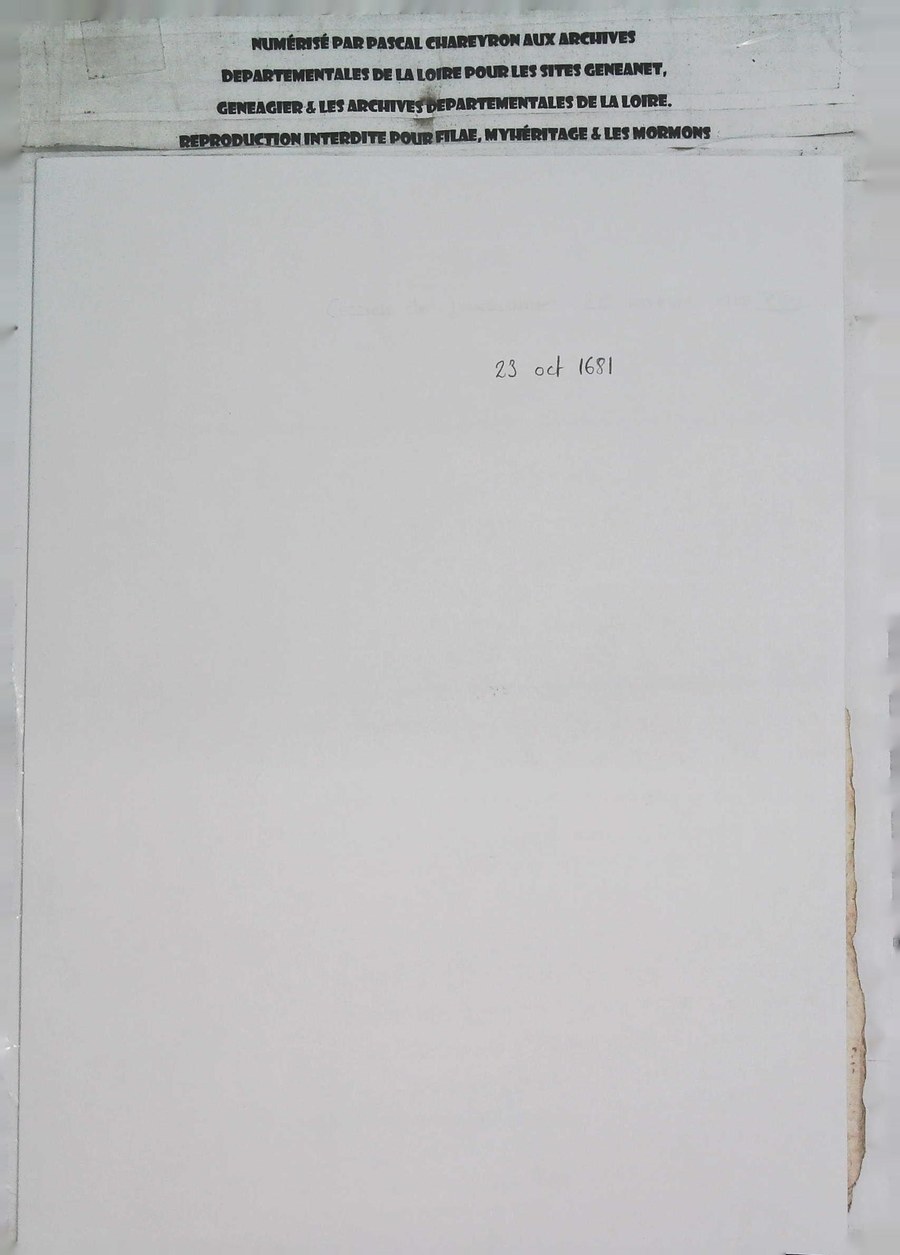 NUMÉRISÉ PAR PASCAL CHAREYRON AUX ARCHIVES
DEPARTEMENTALES DE LA LOIRE POUR LES SITES GENEANET,
GENEAGIER & LES ARCHIVES DEPARTEMENTALES DE LA LOIRE.
REPRODUCTION INTERDITE POUR FILAE, MYHÉRITAGE & LES MORMONS
23 oct 1681